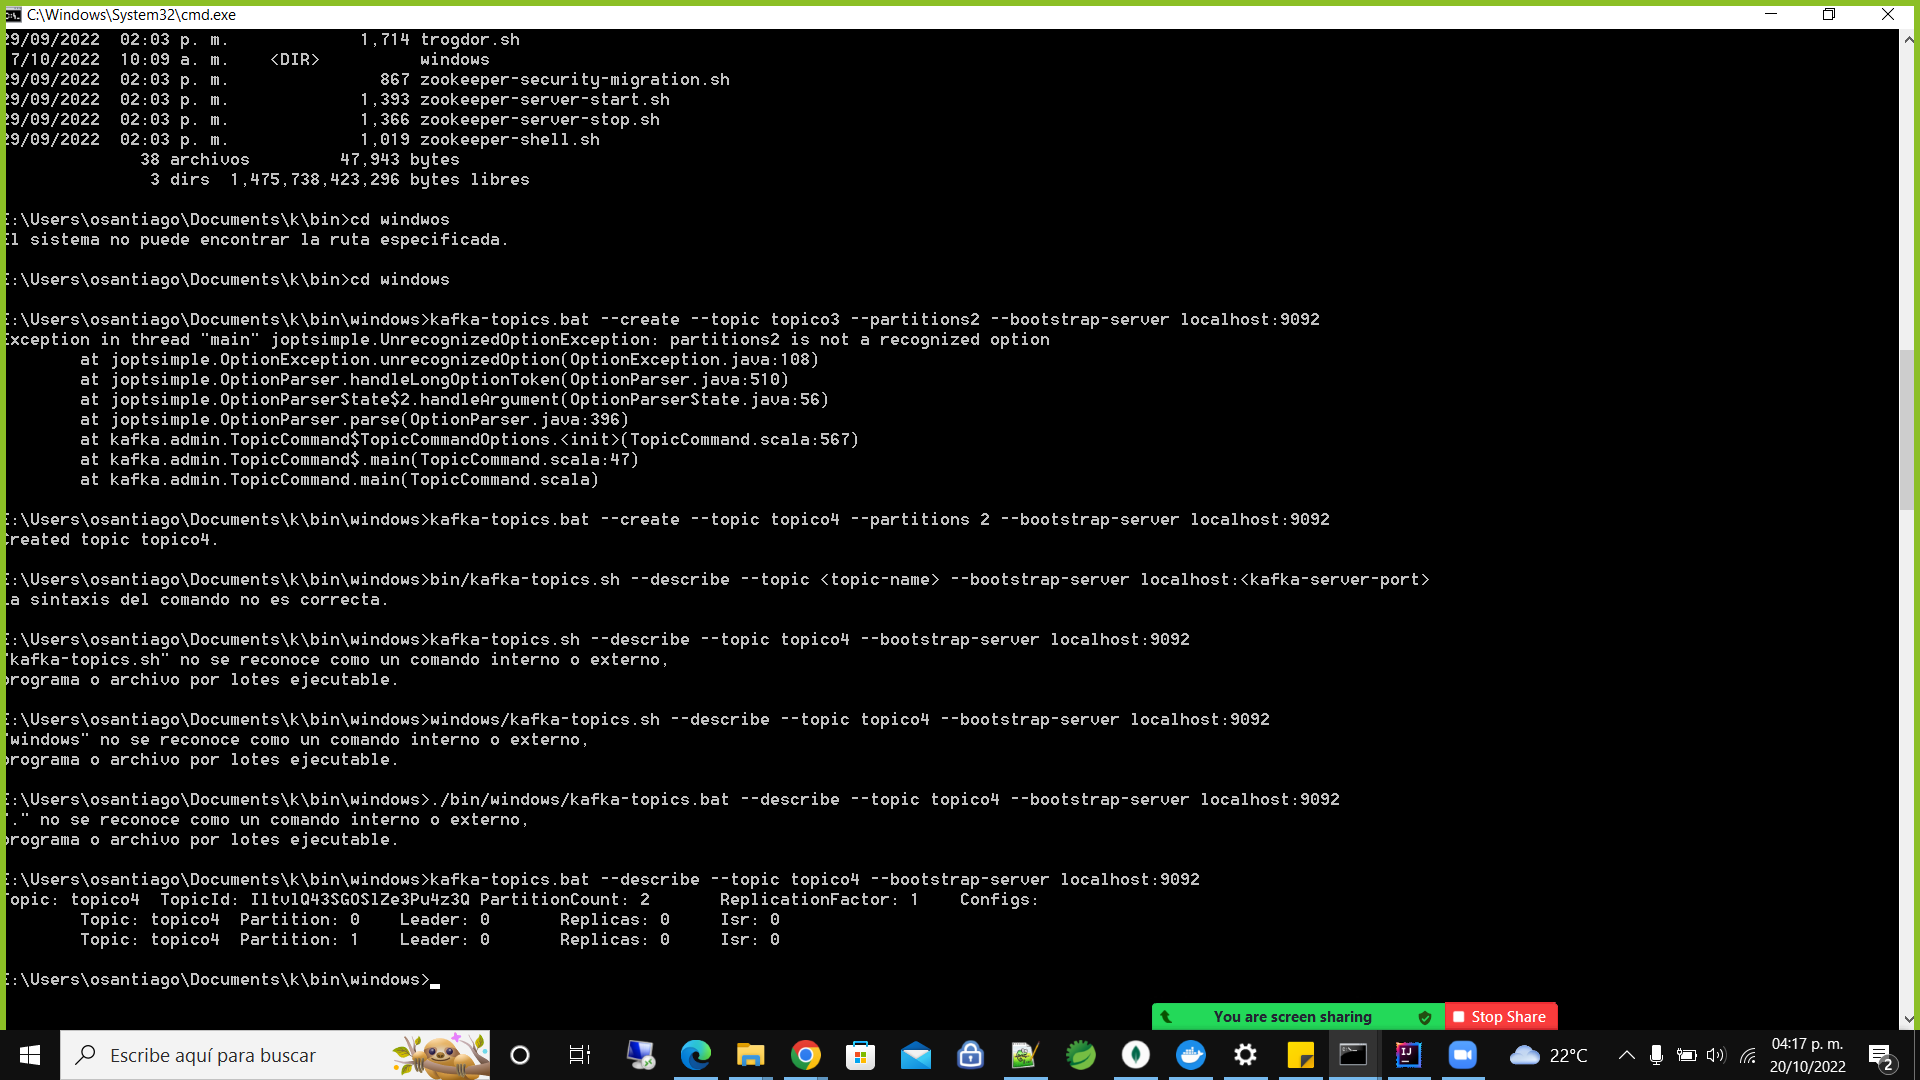 C:\Windows\System32\cmd.exe
29/09/2022  02:03 p. m.             1,714 trogdor.sh
7/10/2022  10:09 a. m.    <DIR>          windows
29/09/2022  02:03 p. m.               867 zookeeper-security-migration.sh
29/09/2022  02:03 p. m.             1,393 zookeeper-server-start.sh
29/09/2022  02:03 p. m.             1,366 zookeeper-server-stop.sh
29/09/2022  02:03 p. m.             1,019 zookeeper-shell.sh
38 archivos         47,943 bytes
3 dirs  1,475,738,423,296 bytes libres
E:\Users\osantiago\Documents\k\bin>cd windwos
El sistema no puede encontrar la ruta especificada.
E:\Users\osantiago\Documents\k\bin>cd windows
E:\Users\osantiago\Documents\k\bin\windows>kafka-topics.bat --create --topic topico3 --partitions2 --bootstrap-server localhost:9092
Exception in thread "main" joptsimple.UnrecognizedOptionException: partitions2 is not a recognized option
at joptsimple.OptionException.unrecognizedOption(OptionException.java:108)
at joptsimple.OptionParser.handleLongOptionToken(OptionParser.java:510)
at joptsimple.OptionParserState$2.handleArgument(OptionParserState.java:56)
at joptsimple.OptionParser.parse(OptionParser.java:396)
at kafka.admin.TopicCommand$TopicCommandOptions.<init>(TopicCommand.scala:567)
at kafka.admin.TopicCommand$.main(TopicCommand.scala:47)
at kafka.admin.TopicCommand.main(TopicCommand.scala)
E:\Users\osantiago\Documents\k\bin\windows>kafka-topics.bat --create --topic topico4 --partitions 2 --bootstrap-server localhost:9092
Created topic topico4.
E:\Users\osantiago\Documents\k\bin\windows>bin/kafka-topics.sh --describe --topic <topic-name> --bootstrap-server localhost:<kafka-server-port>
La sintaxis del comando no es correcta.
E:\Users\osantiago\Documents\k\bin\windows>kafka-topics.sh --describe --topic topico4 --bootstrap-server localhost:9092
"kafka-topics.sh" no se reconoce como un comando interno o externo,
programa o archivo por lotes ejecutable.
E:\Users\osantiago\Documents\k\bin\windows>windows/kafka-topics.sh --describe --topic topico4 --bootstrap-server localhost:9092
"windows" no se reconoce como un comando interno o externo,
programa o archivo por lotes ejecutable.
E:\Users\osantiago\Documents\k\bin\windows>./bin/windows/kafka-topics.bat --describe --topic topico4 --bootstrap-server localhost:9092
"." no se reconoce como un comando interno o externo,
programa o archivo por lotes ejecutable.
E:\Users\osantiago\Documents\k\bin\windows>kafka-topics.bat --describe --topic topico4 --bootstrap-server localhost:9092
Topic: topico4  TopicId: IltvlQ43SGOSlZe3Pu4z3Q PartitionCount: 2       ReplicationFactor: 1    Configs:
Topic: topico4  Partition: 0    Leader: 0       Replicas: 0     Isr: 0
Topic: topico4  Partition: 1    Leader: 0       Replicas: 0     Isr: 0
E:\Users\osantiago\Documents\k\bin\windows>
You are screen sharing
Stop Share
Escribe aquí para buscar
22°C
04:17 p. m.
20/10/2022
2